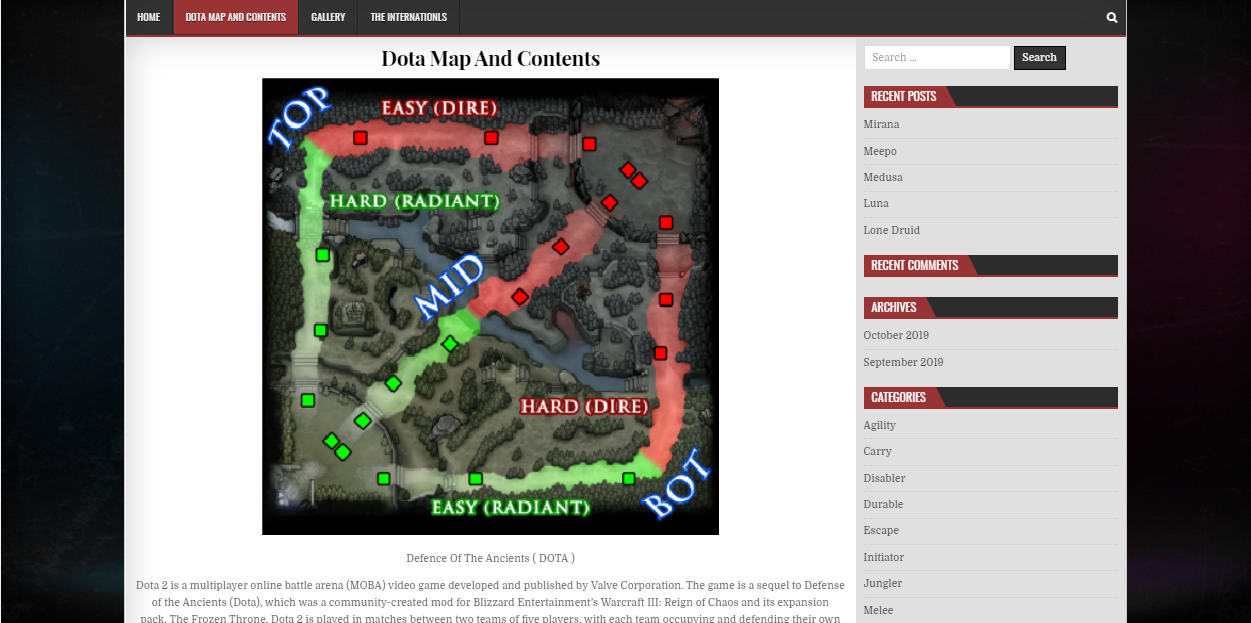 HOME DOTA MAP AND CONTENTS GALLERY THE INTERNATIONLS
Dota Map And Contents
TOP
EASY (DIRE)
HARD (RADIANT)
MID
HARD (DIRE)
BOT
EASY (RADIANT)
Defence Of The Ancients ( DOTA )
Dota 2 is a multiplayer online battle arena (MOBA) video game developed and published by Valve Corporation. The game is a sequel to Defense
of the Ancients (Dota), which was a community-created mod for Blizzard Entertainment's Warcraft III: Reign of Chaos and its expansion
pack, The Frozen Throne. Dota 2 is played in matches between two teams of five players, with each team occupying and defending their own
Search ...
Search
RECENT POSTS
Mirana
Meepo
Medusa
Luna
Lone Druid
RECENT COMMENTS
ARCHIVES
October 2019
September 2019
CATEGORIES
Agility
Carry
Disabler
Durable
Escape
Initiator
Jungler
Melee